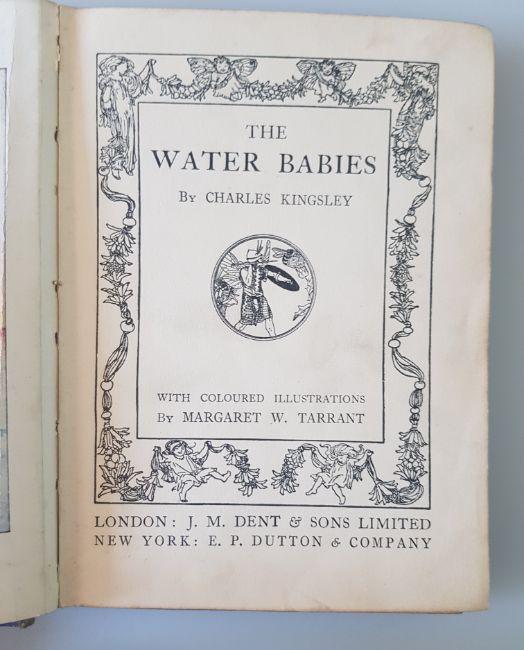 THE
WATER BABIES
By CHARLES KINGSLEY
WITH COLOURED ILLUSTRATIONS
By MARGARET W. TARRANT
LONDON: J. M. DENT & SONS LIMITED
NEW YORK: E. P. DUTTON & COMPANY